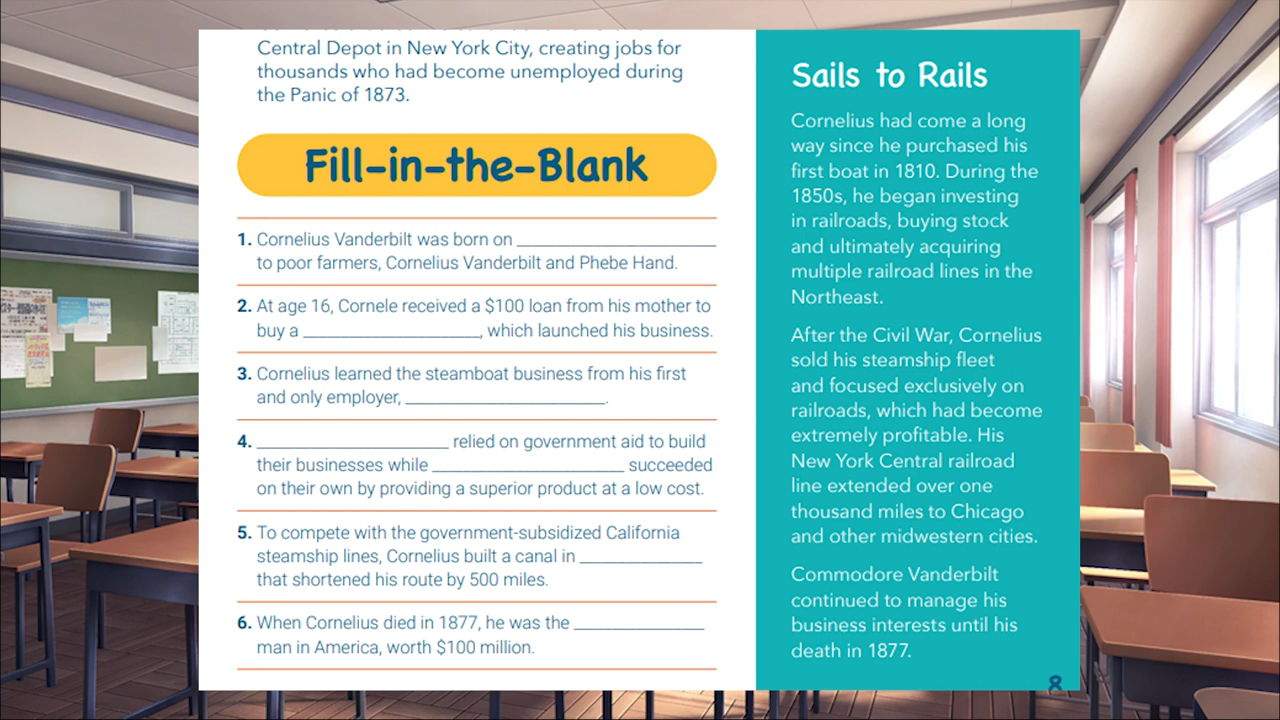 Central Depot in New York City, creating jobs for
thousands who had become unemployed during
the Panic of 1873.
Fill-in-the-Blank
1. Cornelius Vanderbilt was born on ____________________
to poor farmers, Cornelius Vanderbilt and Phebe Hand.
2. At age 16, Cornele received a $100 loan from his mother to
buy a ____________________, which launched his business.
3. Cornelius learned the steamboat business from his first
and only employer, ____________________.
4. ____________________ relied on government aid to build
their businesses while ____________________ succeeded
on their own by providing a superior product at a low cost.
5. To compete with the government-subsidized California
steamship lines, Cornelius built a canal in ____________________
that shortened his route by 500 miles.
6. When Cornelius died in 1877, he was the ____________________
man in America, worth $100 million.
Sails to Rails
Cornelius had come a long
way since he purchased his
first boat in 1810. During the
1850s, he began investing
in railroads, buying stock
and ultimately acquiring
multiple railroad lines in the
Northeast.
After the Civil War, Cornelius
sold his steamship fleet
and focused exclusively on
railroads, which had become
extremely profitable. His
New York Central railroad
line extended over one
thousand miles to Chicago
and other midwestern cities.
Commodore Vanderbilt
continued to manage his
business interests until his
death in 1877.
8